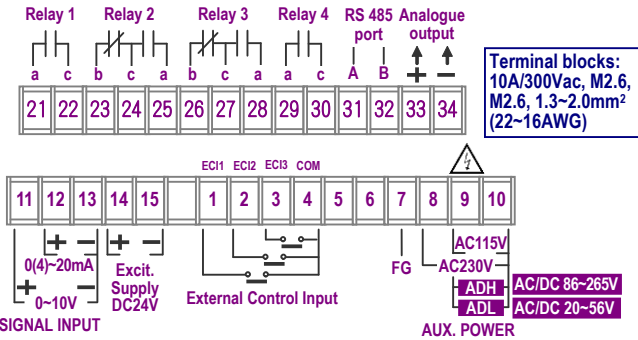 Relay 1 Relay 2 Relay 3 Relay 4 RS 485 port Analogue output
a c b c a b c a a c A B + −
21 22 23 24 25 26 27 28 29 30 31 32 33 34
Terminal blocks:
10A/300Vac, M2.6,
M2.6, 1.3~2.0mm²
(22~16AWG)
ECI1 ECI2 ECI3 COM
11 12 13 14 15 1 2 3 4 5 6 7 8 9 10
+ − + −
0(4)~20mA
+ −
0~10V
SIGNAL INPUT
Excit.
Supply
DC24V
External Control Input
FG
AC115V
AC230V
ADH AC/DC 86~265V
ADL AC/DC 20~56V
AUX. POWER